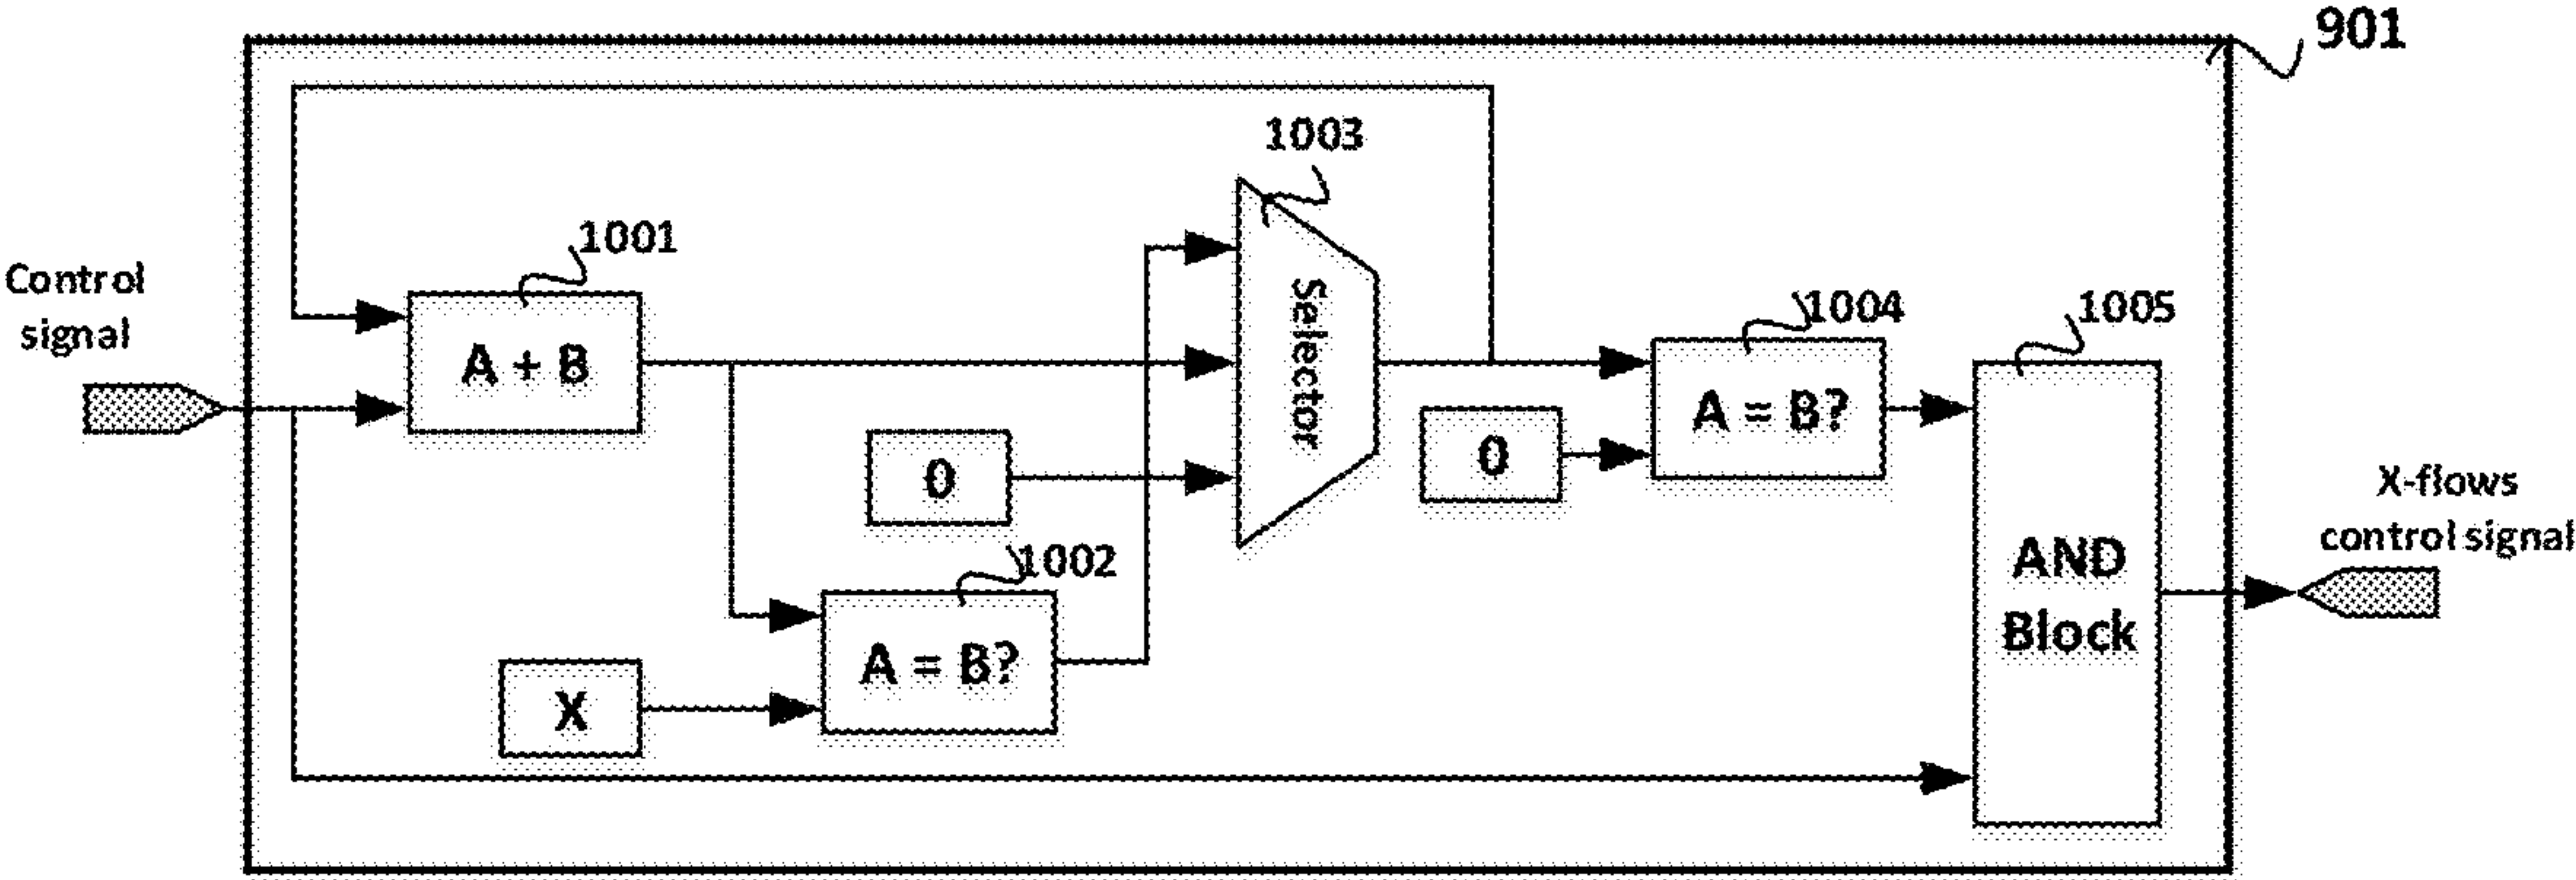 901
1003
1001
Control
signal
A + B
Selector
1004
1005
A = B?
0
0
1002
A = B?
X
AND
Block
X-flows
control signal